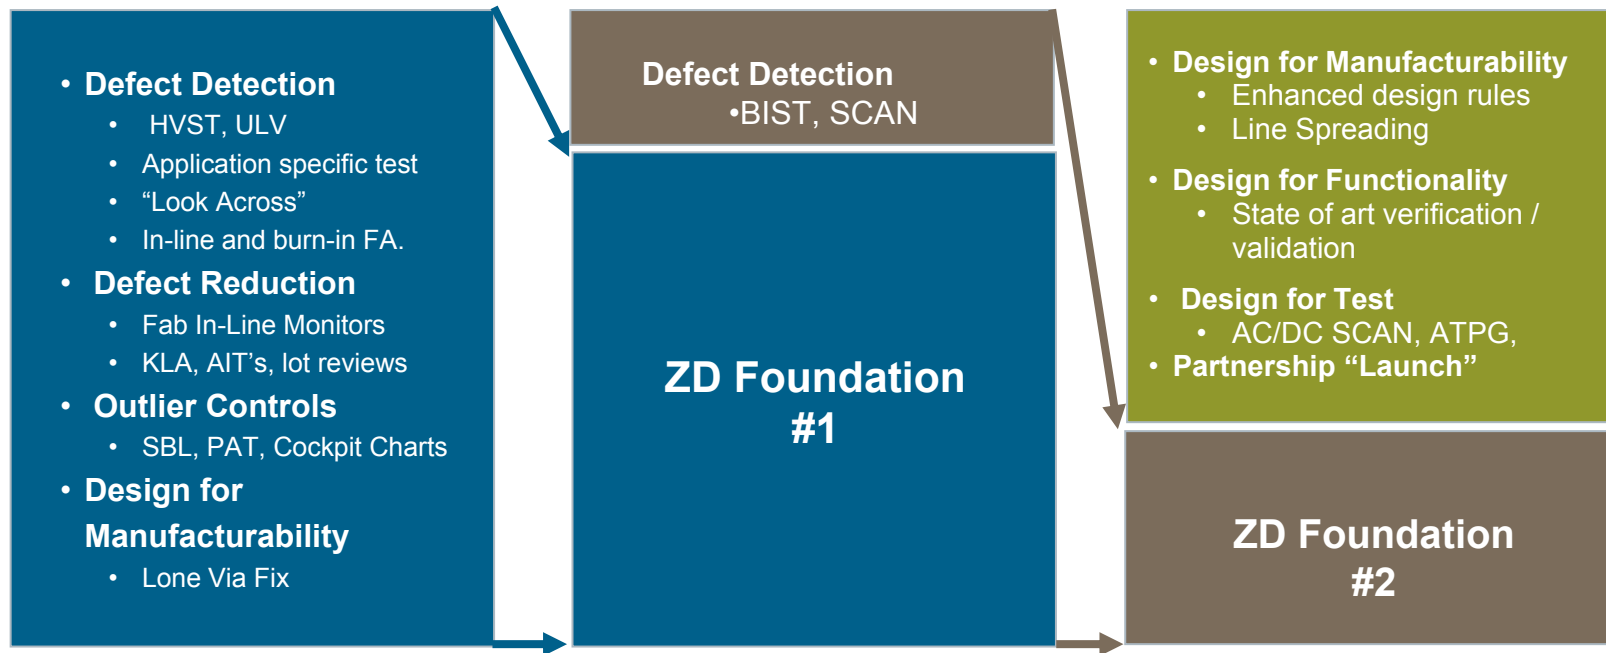 • Defect Detection
• HVST, ULV
• Application specific test
• “Look Across”
• In-line and burn-in FA.
• Defect Reduction
• Fab In-Line Monitors
• KLA, AIT’s, lot reviews
• Outlier Controls
• SBL, PAT, Cockpit Charts
• Design for
Manufacturability
• Lone Via Fix
Defect Detection
•BIST, SCAN
ZD Foundation
#1
• Design for Manufacturability
• Enhanced design rules
• Line Spreading
• Design for Functionality
• State of art verification /
validation
• Design for Test
• AC/DC SCAN, ATPG,
• Partnership “Launch”
ZD Foundation
#2